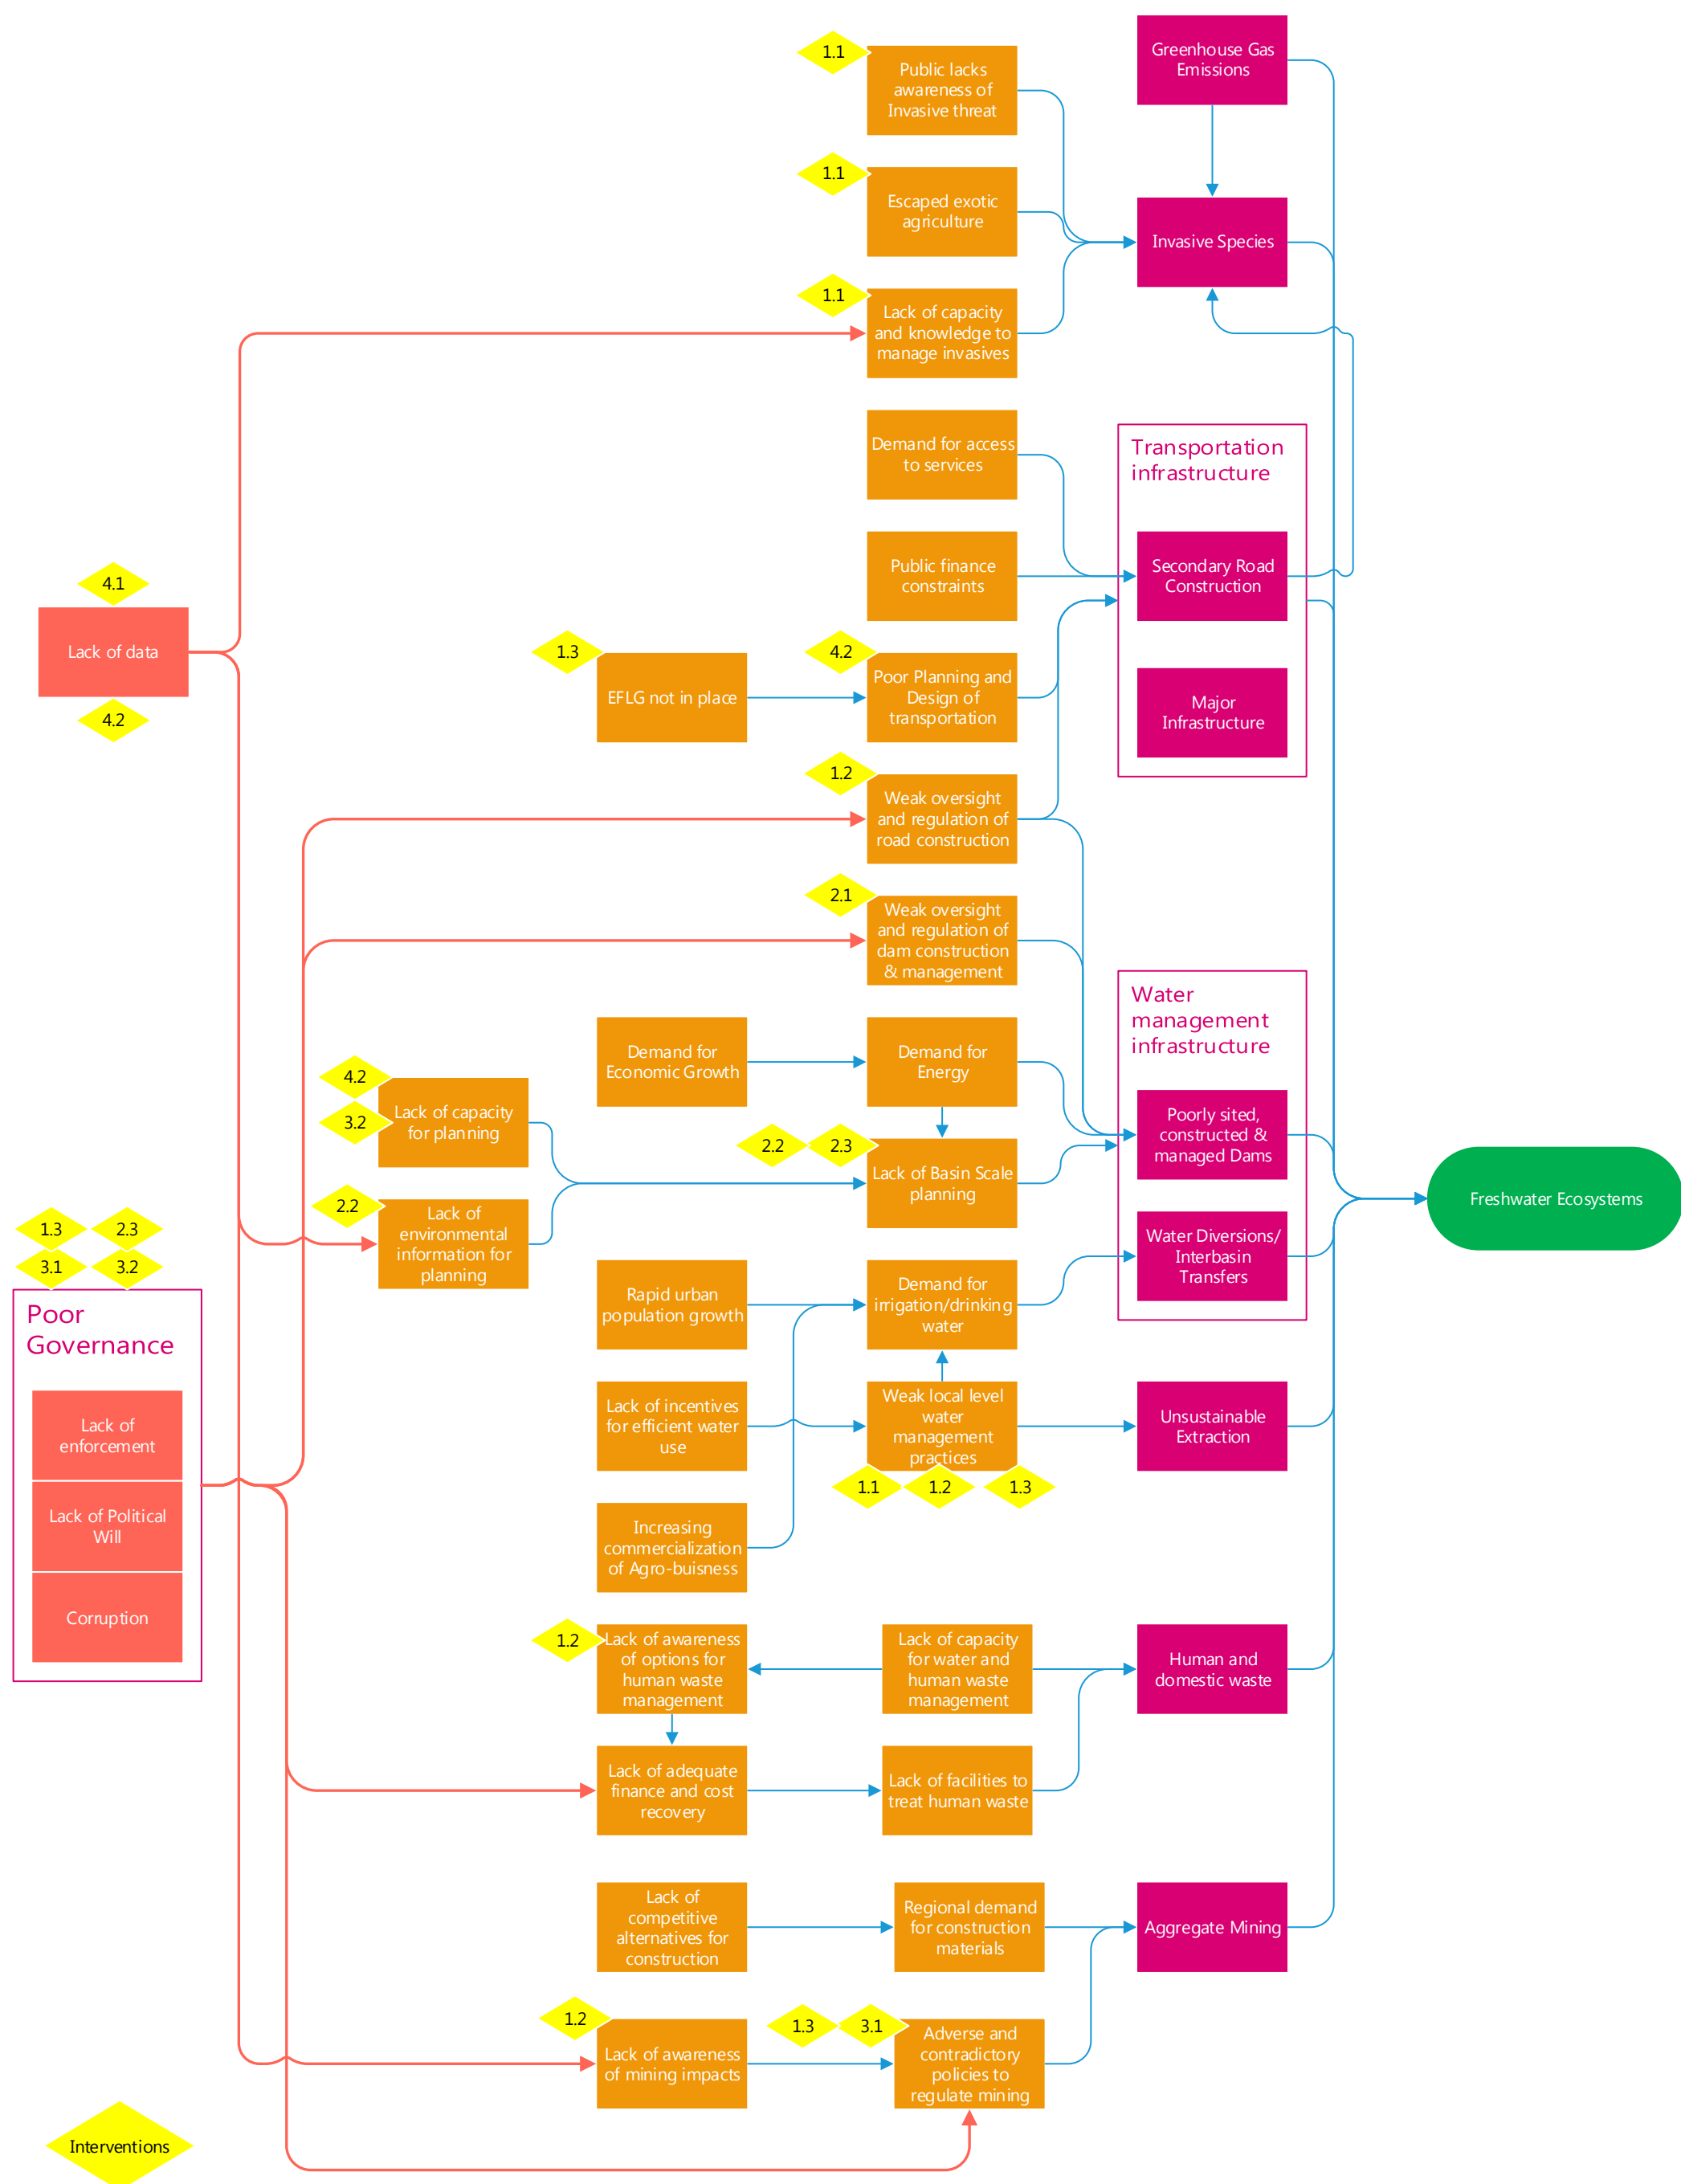 Greenhouse Gas
Emissions
1.1
Public lacks
awareness of
Invasive threat
1.1
Escaped exotic
agriculture
Invasive Species
1.1
Lack of capacity
and knowledge to
manage invasives
Demand for access
to services
Transportation
infrastructure
Public finance
constraints
Secondary Road
Construction
4.1
Lack of data
4.2
1.3
EFLG not in place
4.2
Poor Planning and
Design of
transportation
Major
Infrastructure
1.2
Weak oversight
and regulation of
road construction
2.1
Weak oversight
and regulation of
dam construction
& management
Water
management
infrastructure
Demand for
Economic Growth
Demand for
Energy
4.2
3.2
Lack of capacity
for planning
2.2
2.3
Lack of Basin Scale
planning
Poorly sited,
constructed &
managed Dams
Freshwater Ecosystems
2.2
Lack of
environmental
information for
planning
Water Diversions/
Interbasin
Transfers
1.3
2.3
3.1
3.2
Poor
Governance
Lack of
enforcement
Lack of Political
Will
Corruption
Rapid urban
population growth
Demand for
irrigation/drinking
water
Lack of incentives
for efficient water
use
Weak local level
water
management
practices
1.1
1.2
1.3
Unsustainable
Extraction
Increasing
commercialization
of Agro-buisness
1.2
Lack of awareness
of options for
human waste
management
Lack of capacity
for water and
human waste
management
Human and
domestic waste
Lack of adequate
finance and cost
recovery
Lack of facilities to
treat human waste
Lack of
competitive
alternatives for
construction
Regional demand
for construction
materials
Aggregate Mining
1.2
Lack of awareness
of mining impacts
1.3
3.1
Adverse and
contradictory
policies to
regulate mining
Interventions